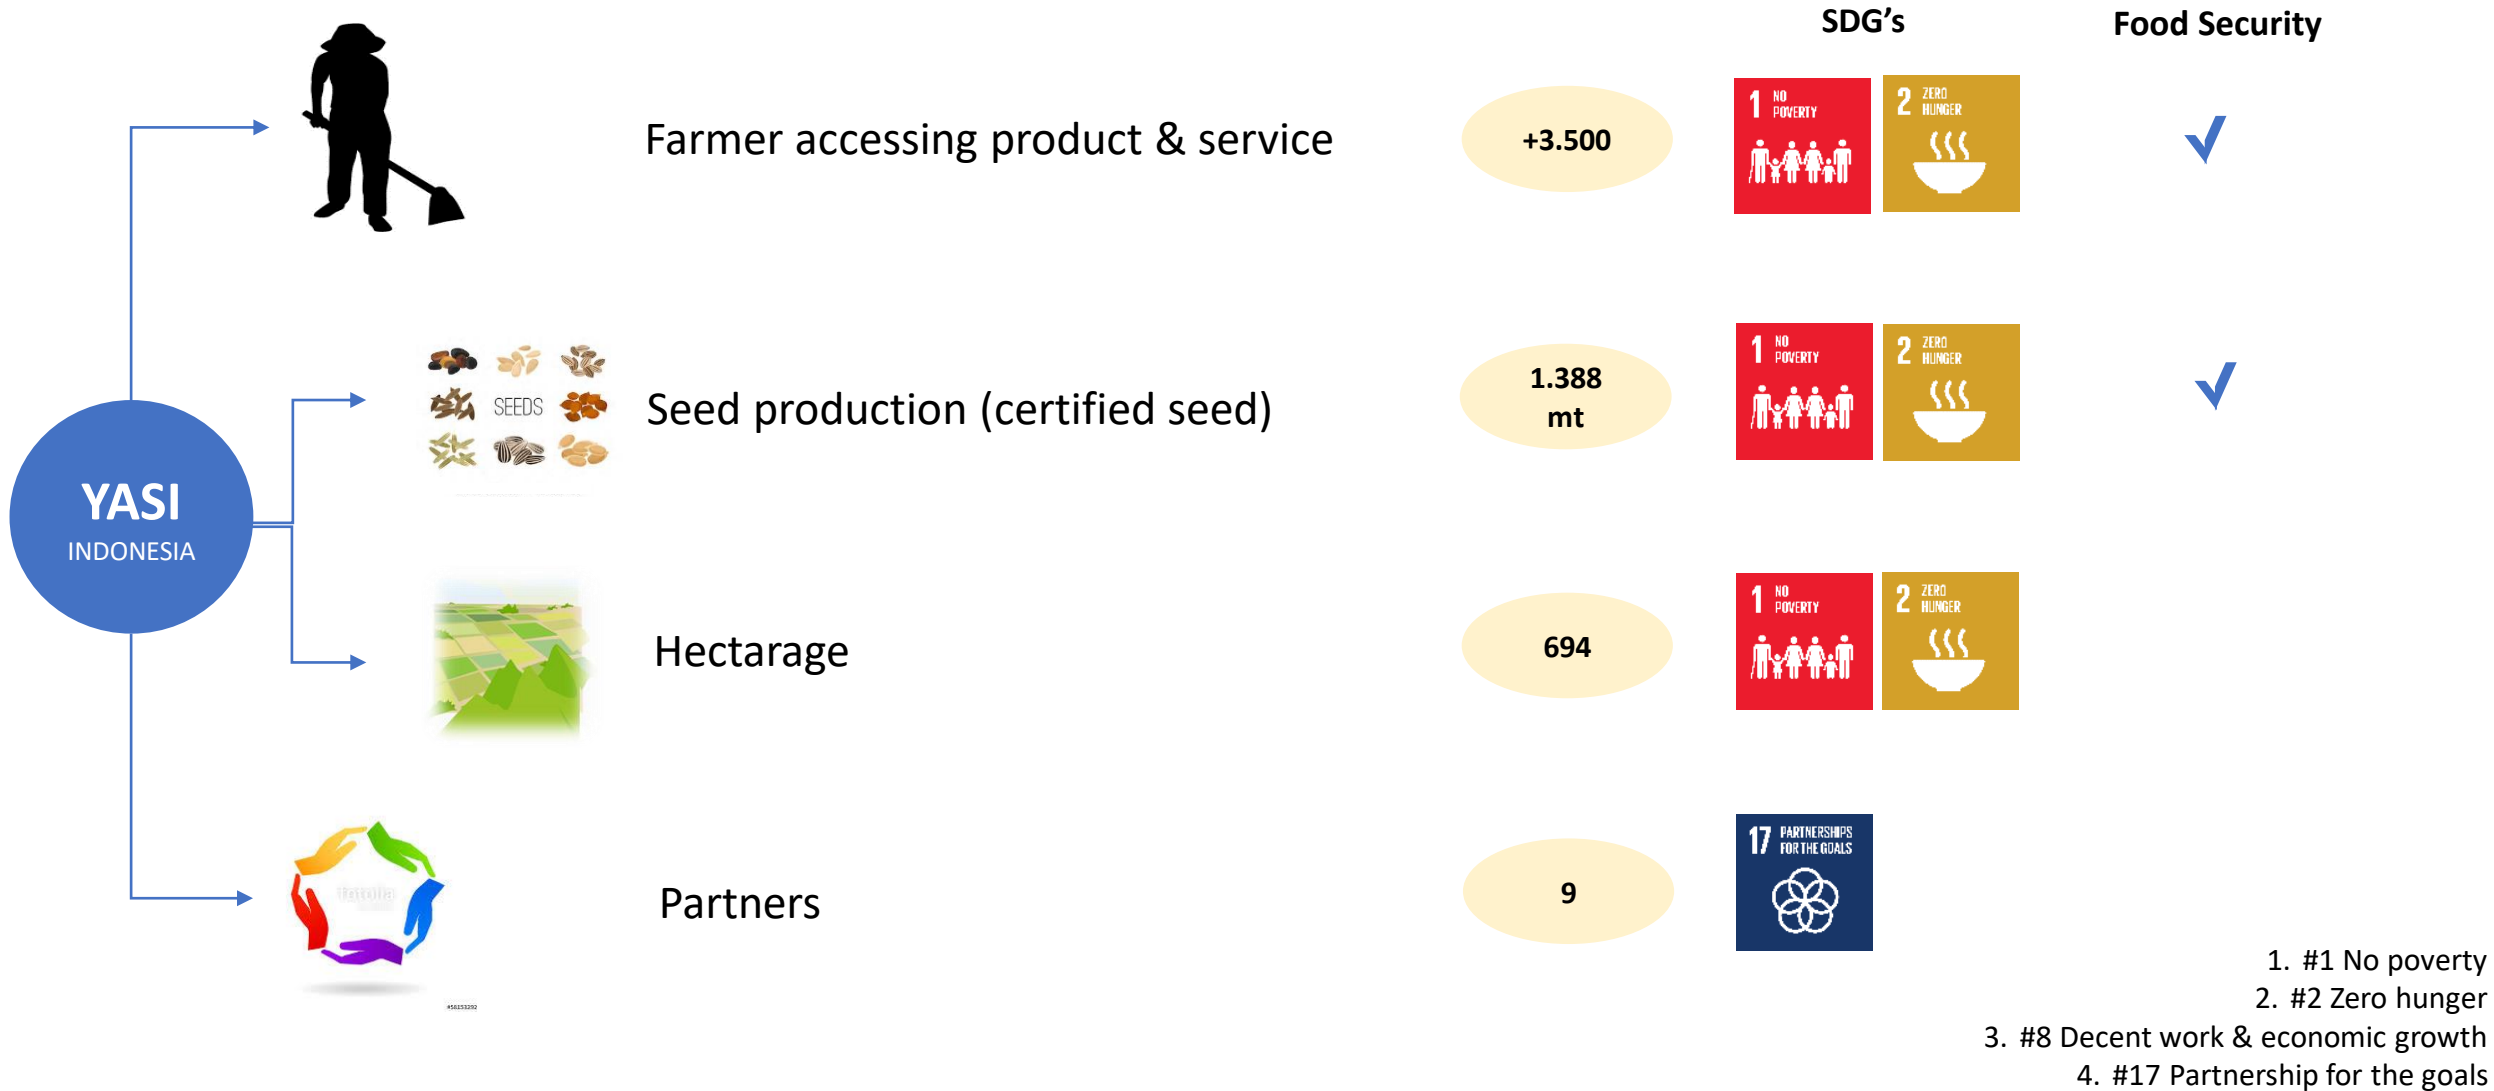 SDG's
Food Security
Farmer accessing product & service
+3.500
1 NO
POVERTY
2 ZERO
HUNGER
SEEDS
Seed production (certified seed)
1.388
mt
1 NO
POVERTY
2 ZERO
HUNGER
YASI
INDONESIA
Hectarage
694
1 NO
POVERTY
2 ZERO
HUNGER
fotolia
Partners
9
17 PARTNERSHIPS
FOR THE GOALS
#58153292
1. #1 No poverty
2. #2 Zero hunger
3. #8 Decent work & economic growth
4. #17 Partnership for the goals